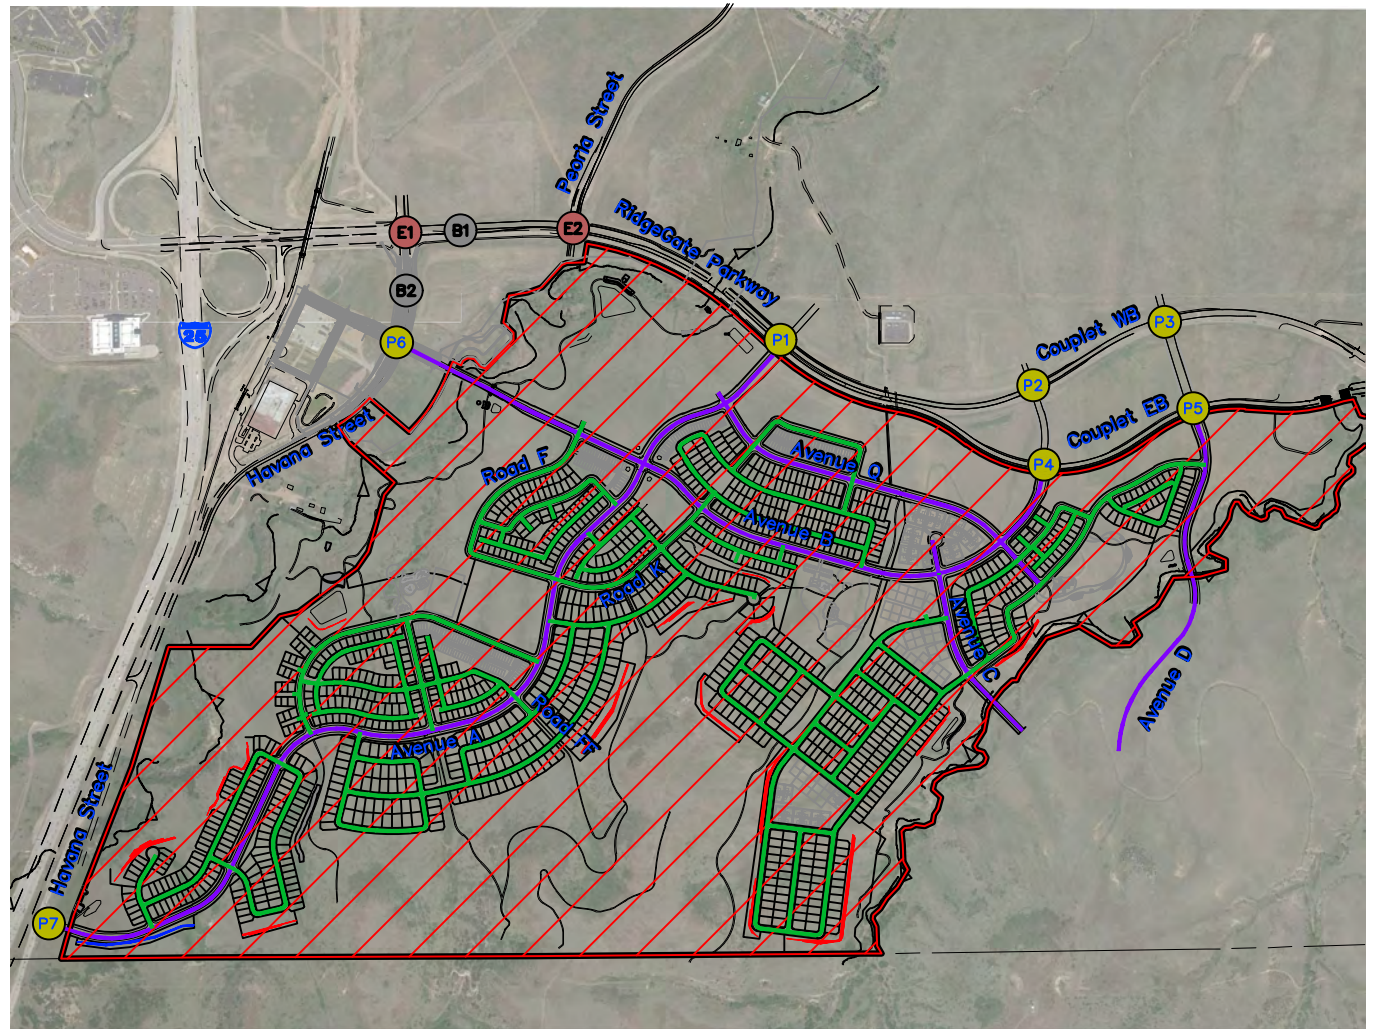 Peoria Street
E1
B1
E2
RidgeGate Parkway
B2
25
P6
P1
P3
Couplet WB
P2
P5
Couplet EB
P4
Havana Street
Road F
Avenue Q
Avenue B
Road K
Avenue C
Avenue D
Road FF
Avenue A
Havana Street
P7